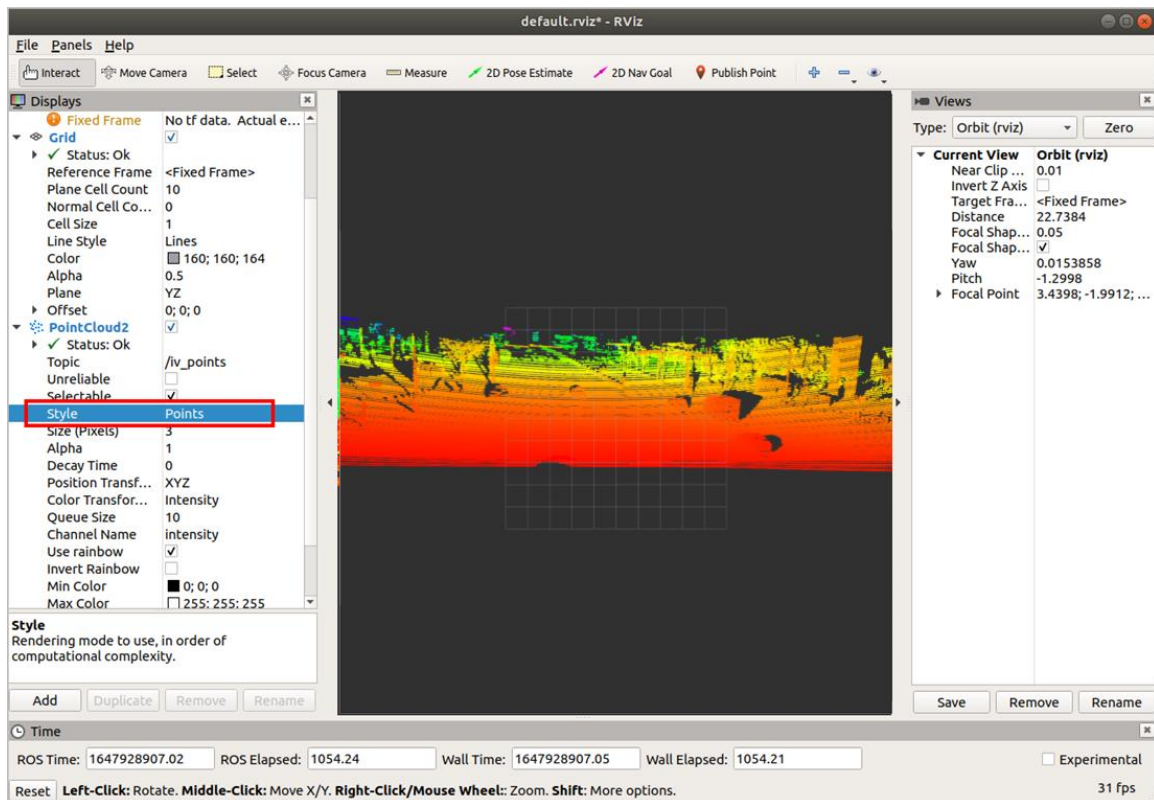 default.rviz* - RViz
File Panels Help
Interact Move Camera Select Focus Camera Measure 2D Pose Estimate 2D Nav Goal Publish Point
Displays
Fixed Frame No tf data. Actual e...
Grid
Status: Ok
Reference Frame <Fixed Frame>
Plane Cell Count 10
Normal Cell Co... 0
Cell Size 1
Line Style Lines
Color 160; 160; 164
Alpha 0.5
Plane YZ
Offset 0; 0; 0
PointCloud2
Status: Ok
Topic /iv_points
Unreliable
Selectable
Style Points
Size (Pixels) 3
Alpha 1
Decay Time 0
Position Transf... XYZ
Color Transfor... Intensity
Queue Size 10
Channel Name intensity
Use rainbow
Invert Rainbow
Min Color 0; 0; 0
Max Color 255; 255; 255
Style
Rendering mode to use, in order of
computational complexity.
Add Duplicate Remove Rename
Views
Type: Orbit (rviz) Zero
Current View Orbit (rviz)
Near Clip ... 0.01
Invert Z Axis
Target Fra... <Fixed Frame>
Distance 22.7384
Focal Shap... 0.05
Focal Shap...
Yaw 0.0153858
Pitch -1.2998
Focal Point 3.4398; -1.9912; ...
Save Remove Rename
Time
ROS Time: 1647928907.02 ROS Elapsed: 1054.24 Wall Time: 1647928907.05 Wall Elapsed: 1054.21 Experimental
Reset Left-Click: Rotate. Middle-Click: Move X/Y. Right-Click/Mouse Wheel:: Zoom. Shift: More options. 31 fps